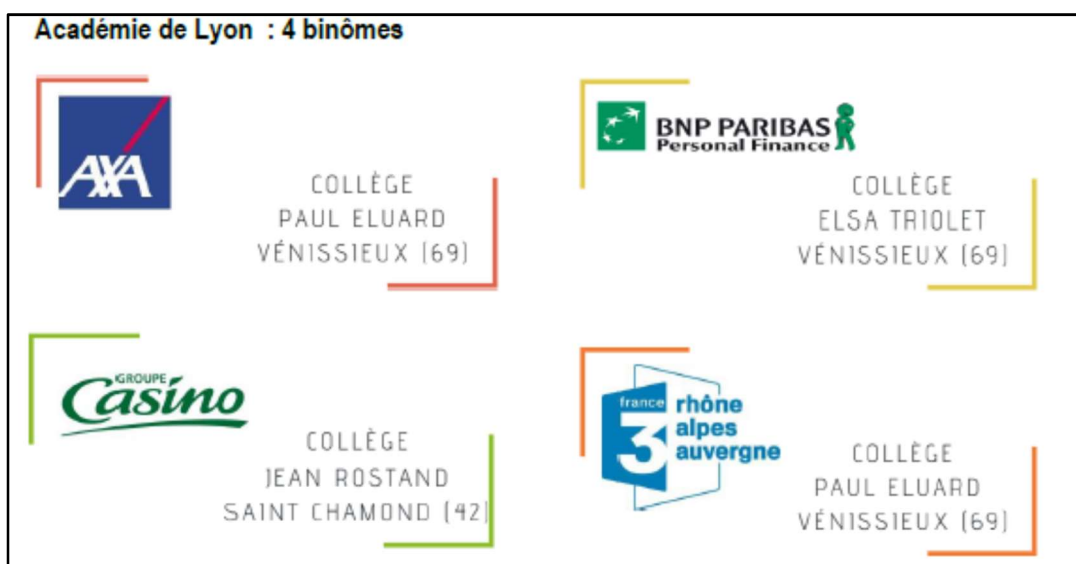 Académie de Lyon : 4 binômes
AXA
COLLÈGE
PAUL ELUARD
VÉNISSIEUX (69)
BNP PARIBAS
Personal Finance
COLLÈGE
ELSA TRIOLET
VÉNISSIEUX (69)
GROUPE
Casino
COLLÈGE
JEAN ROSTAND
SAINT CHAMOND (42)
france
3
rhône
alpes
auvergne
COLLÈGE
PAUL ELUARD
VÉNISSIEUX (69)